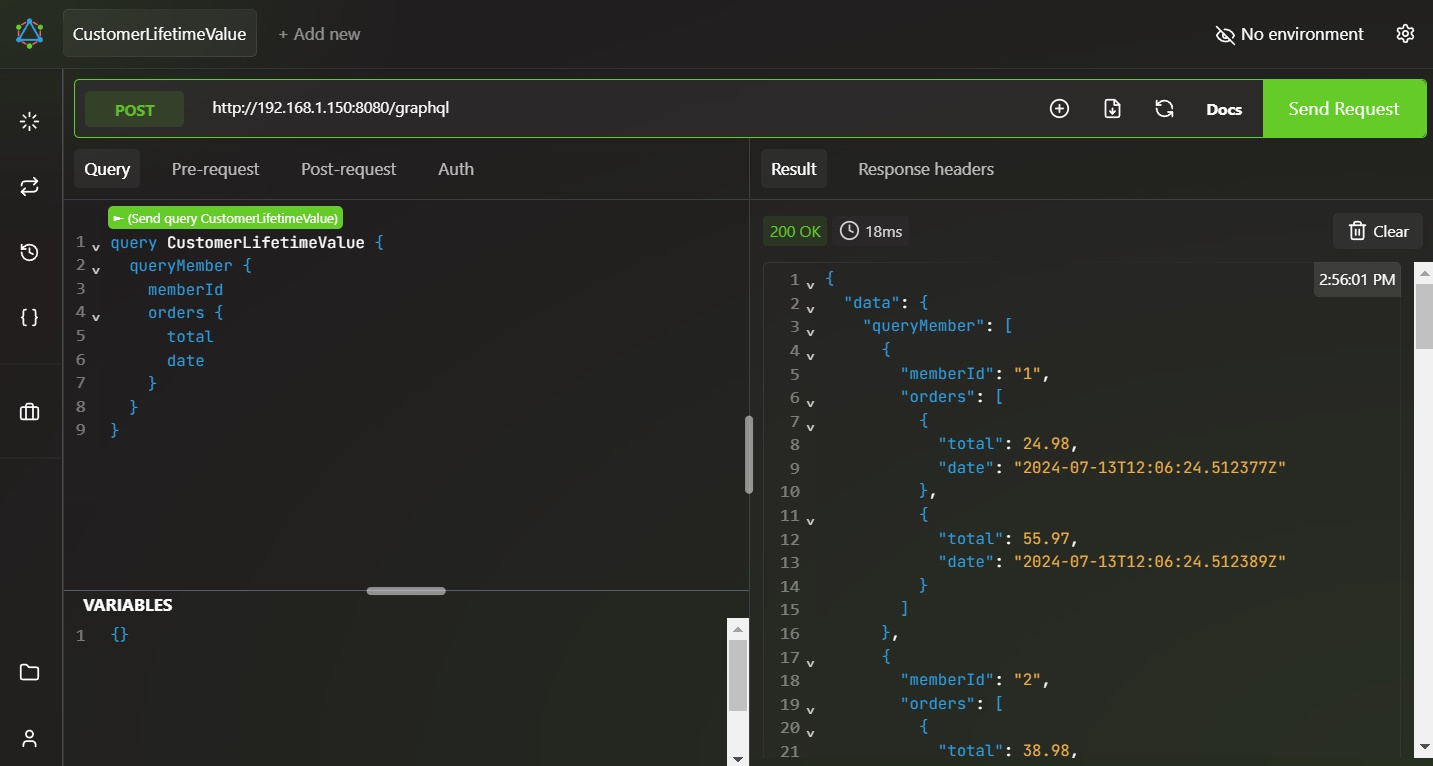 CustomerLifetimeValue + Add new No environment
POST http://192.168.1.150:8080/graphql Docs Send Request
Query Pre-request Post-request Auth
(Send query CustomerLifetimeValue)
1 query CustomerLifetimeValue {
2 queryMember {
3 memberId
4 orders {
5 total
6 date
7 }
8 }
9 }
VARIABLES
1 {}
Result Response headers
200 OK 18ms Clear
2:56:01 PM
1 {
2 "data": {
3 "queryMember": [
4 {
5 "memberId": "1",
6 "orders": [
7 {
8 "total": 24.98,
9 "date": "2024-07-13T12:06:24.512377Z"
10 },
11 {
12 "total": 55.97,
13 "date": "2024-07-13T12:06:24.512389Z"
14 }
15 ]
16 },
17 {
18 "memberId": "2",
19 "orders": [
20 {
21 "total": 38.98,